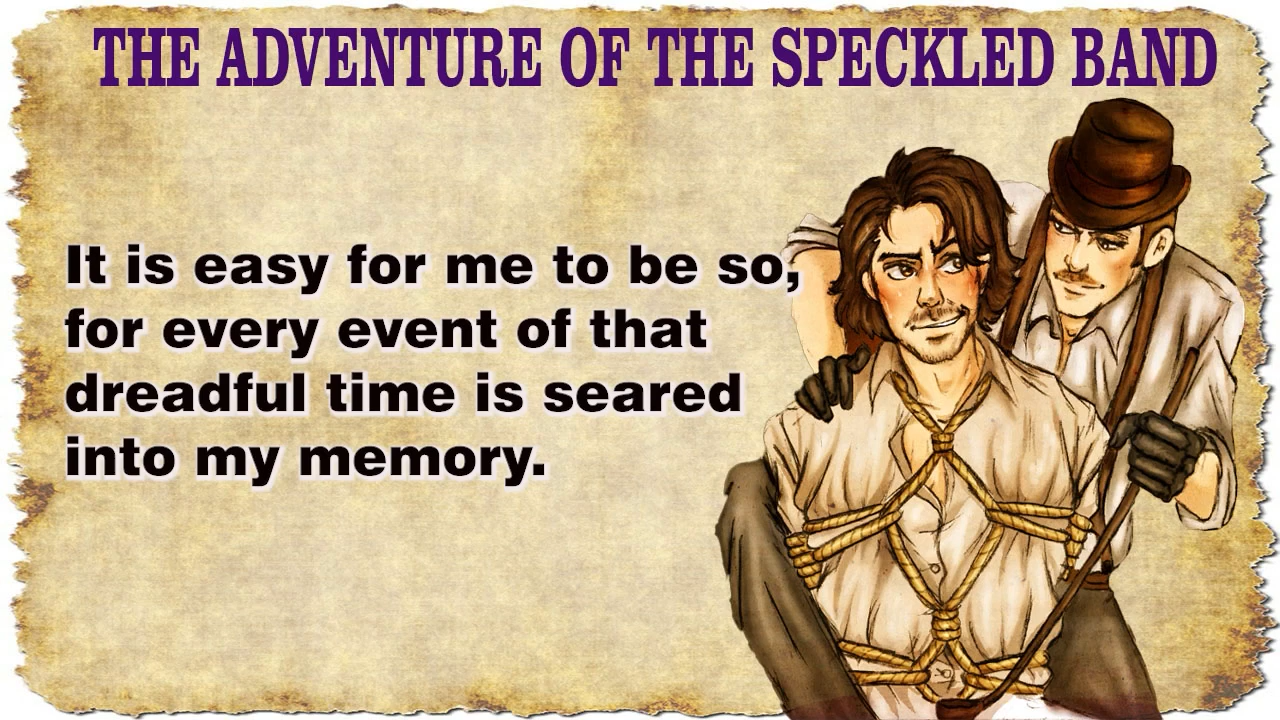 THE ADVENTURE OF THE SPECKLED BAND
It is easy for me to be so,
for every event of that
dreadful time is seared
into my memory.